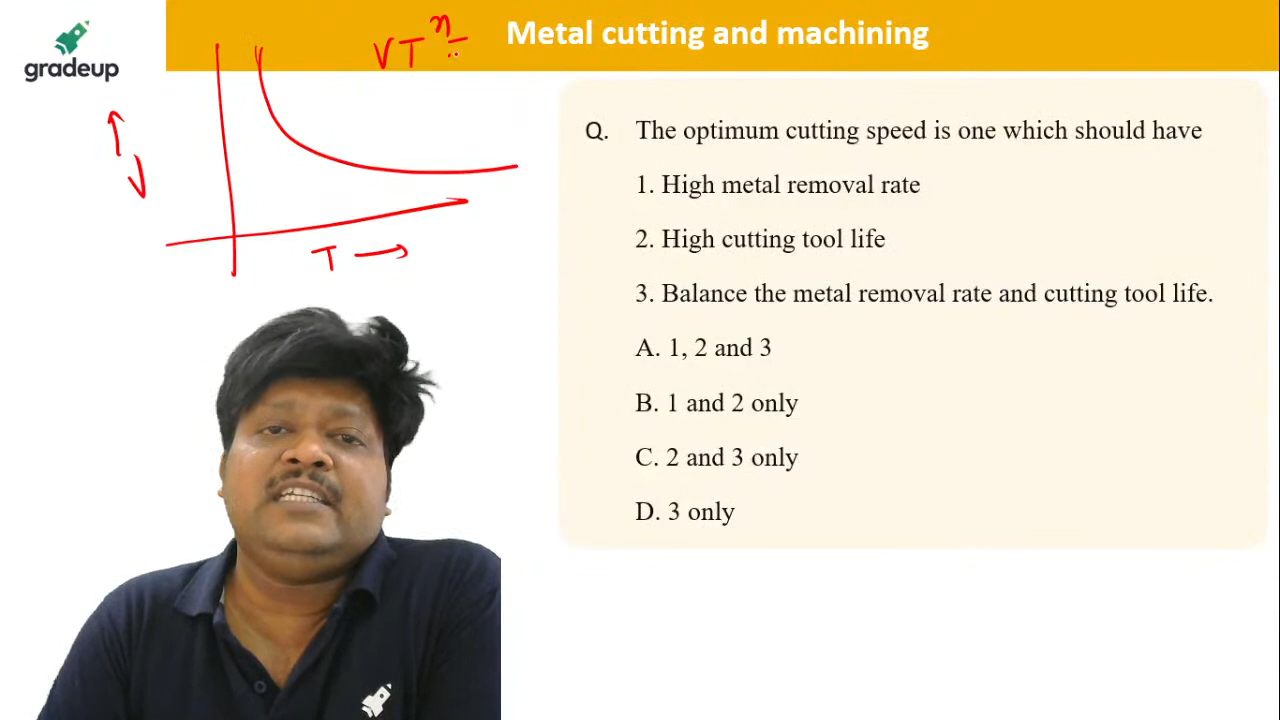 gradeup
V T^n =
Metal cutting and machining
V
T
Q. The optimum cutting speed is one which should have
1. High metal removal rate
2. High cutting tool life
3. Balance the metal removal rate and cutting tool life.
A. 1, 2 and 3
B. 1 and 2 only
C. 2 and 3 only
D. 3 only